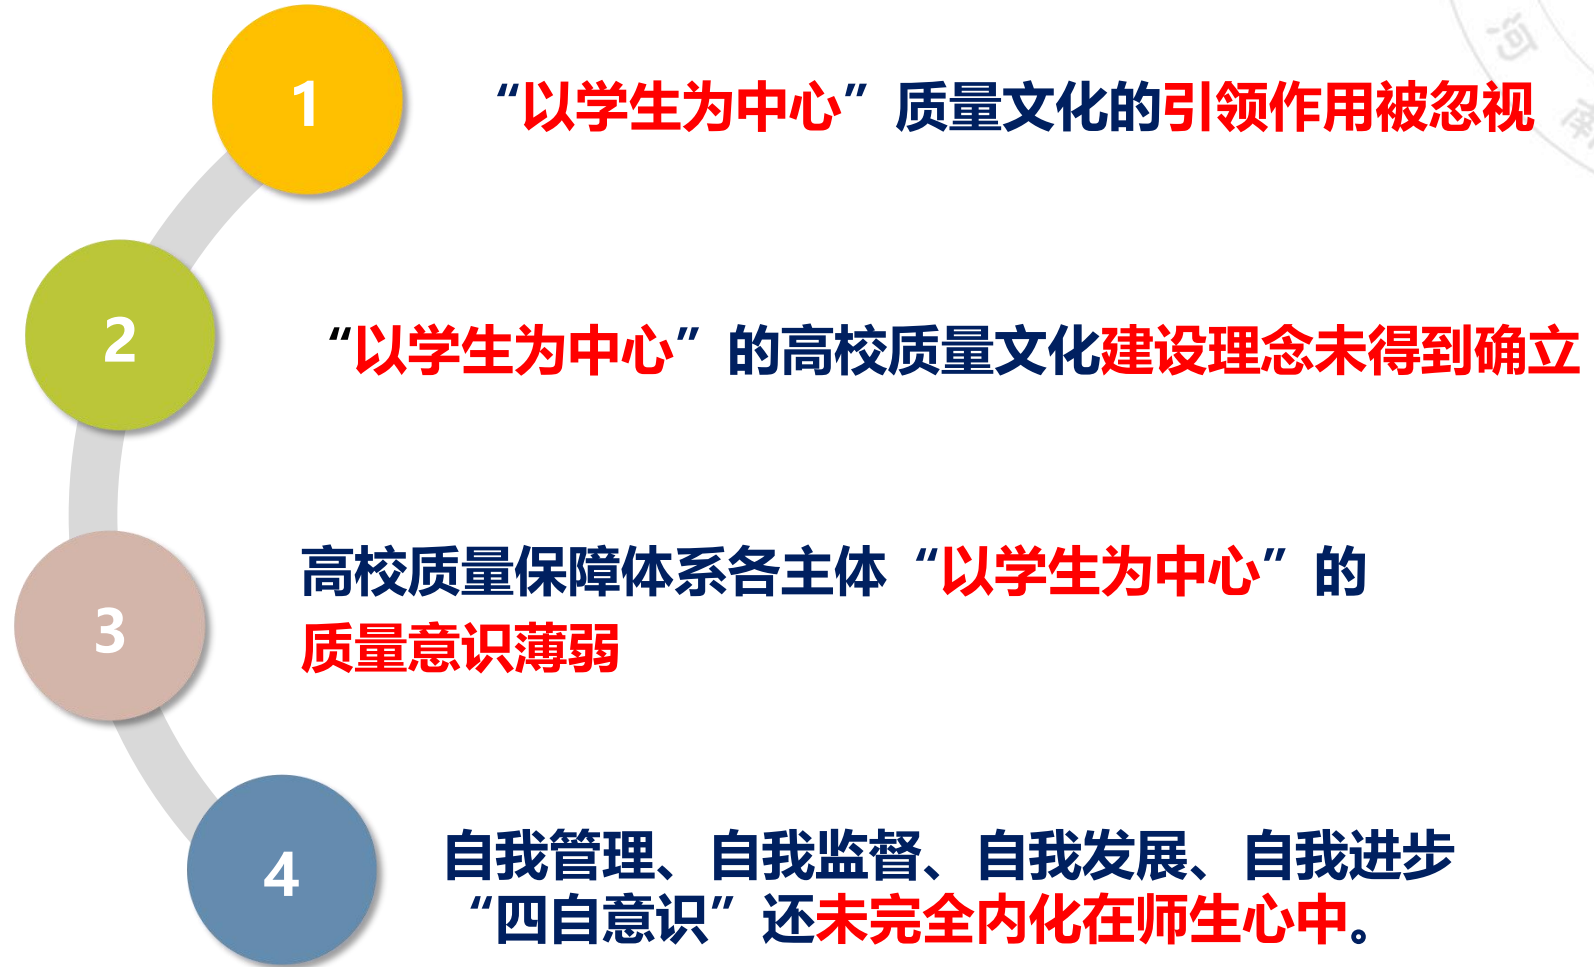 1
“以学生为中心”质量文化的引领作用被忽视
2
“以学生为中心”的高校质量文化建设理念未得到确立
3
高校质量保障体系各主体“以学生为中心”的
质量意识薄弱
4
自我管理、自我监督、自我发展、自我进步
“四自意识”还未完全内化在师生心中。
河
南